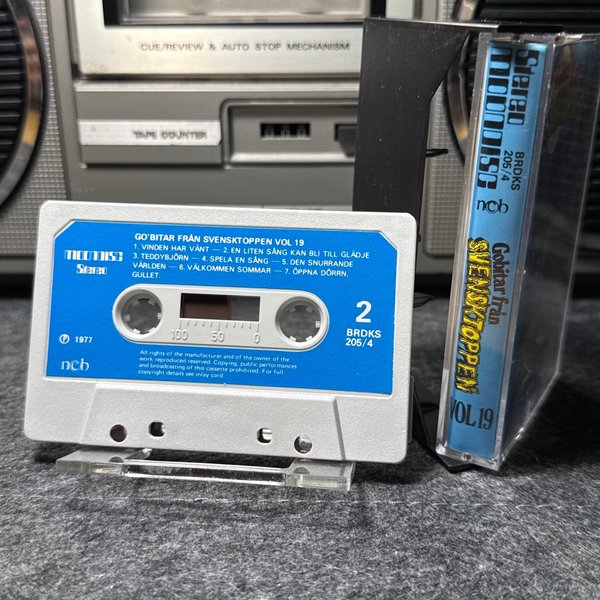 CUE/REVIEW & AUTO STOP MECHANISM
TAPE COUNTER
000
GO'BITAR FRÅN SVENSKTOPPEN VOL 19
1. VINDEN HAR VÄNT — 2. EN LITEN SÅNG KAN BLI TILL GLÄDJE
3. TEDDYBJÖRN — 4. SPELA EN SÅNG — 5. DEN SNURRANDE
VÄRLDEN — 6. VÄLKOMMEN SOMMAR — 7. ÖPPNA DÖRRN,
GULLET.
MOONDISC
Stereo
2
BRDKS
205/4
100 50 0
Ⓟ 1977
ncb
All rights of the manufacturer and of the owner of the
work reproduced reserved. Copying, public performances
and broadcasting of this cassette prohibited. For full
copyright details see inlay card.
Stereo
MOONDISC
BRDKS
205/4
ncb
Gobitar från
SVENSKTOPPEN
VOL 19